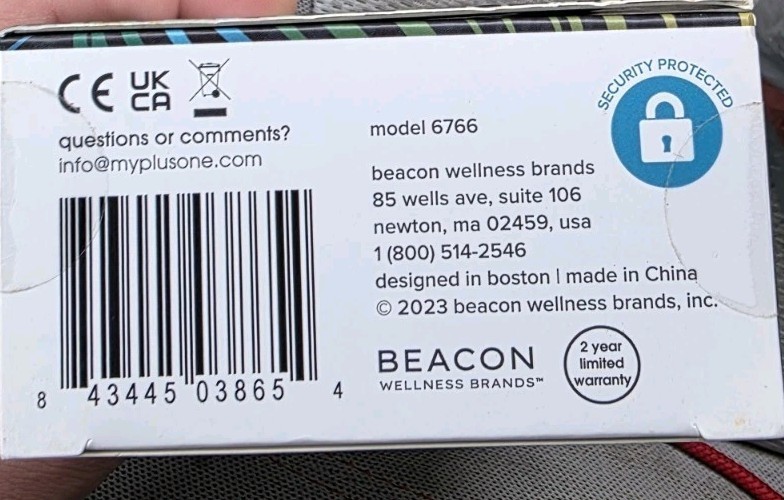 CE UK
CA
questions or comments?
info@myplusone.com
8 43445 03865 4
model 6766
beacon wellness brands
85 wells ave, suite 106
newton, ma 02459, usa
1 (800) 514-2546
designed in boston | made in China
© 2023 beacon wellness brands, inc.
BEACON
WELLNESS BRANDS™
2 year
limited
warranty
SECURITY PROTECTED